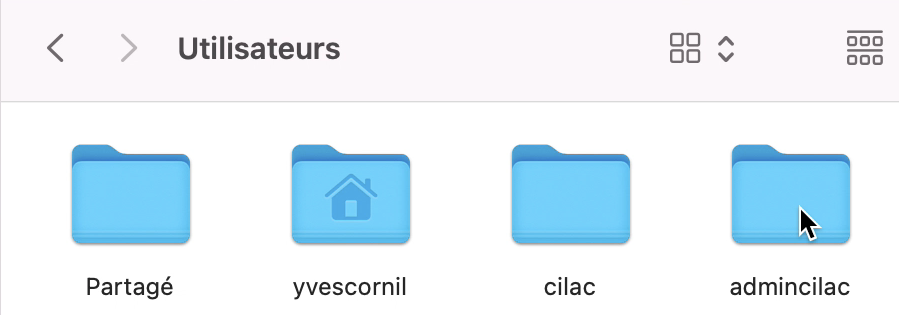 Utilisateurs
Partagé
yvescornil
cilac
admincilac